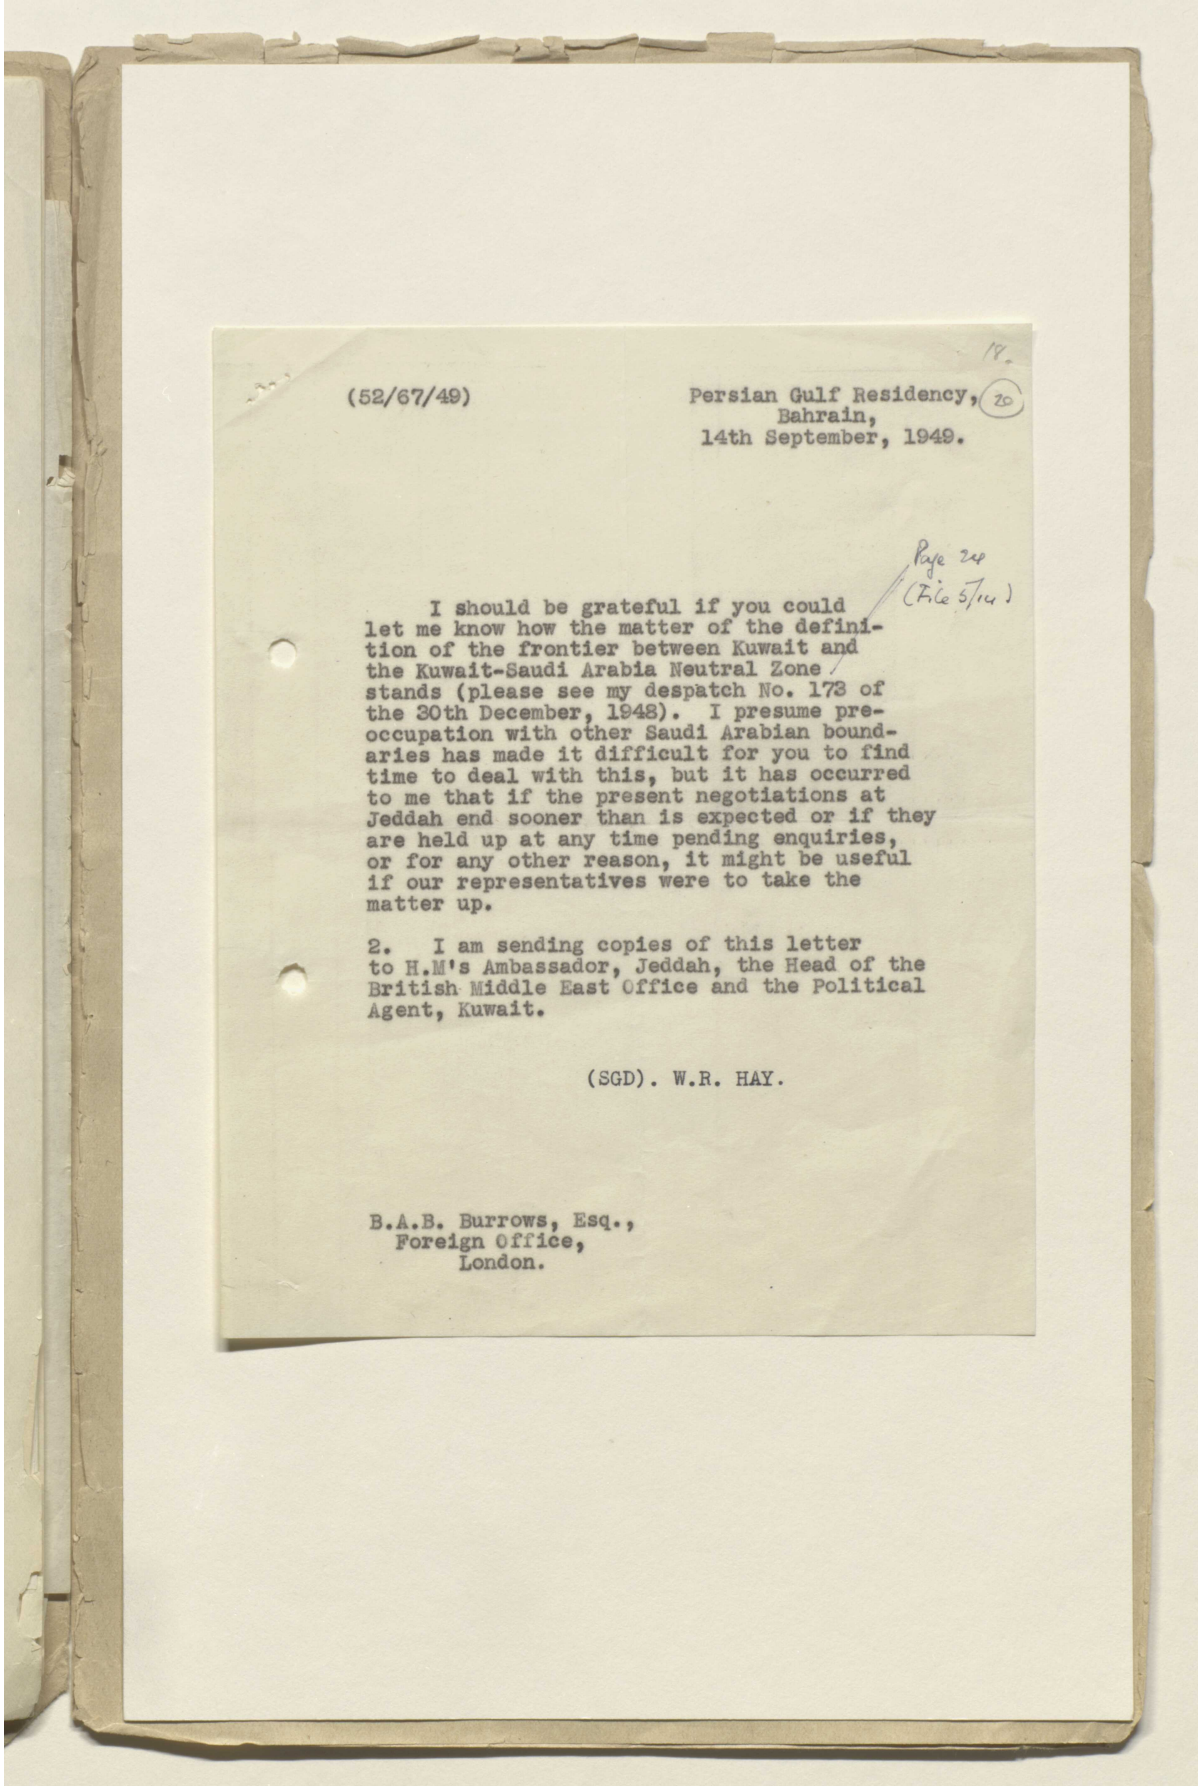 18.
(52/67/49)
Persian Gulf Residency,
20
Bahrain,
14th September, 1949.
Page 24
(File 5/14)
I should be grateful if you could
let me know how the matter of the defini-
tion of the frontier between Kuwait and
the Kuwait-Saudi Arabia Neutral Zone
stands (please see my despatch No. 173 of
the 30th December, 1948). I presume pre-
occupation with other Saudi Arabian bound-
aries has made it difficult for you to find
time to deal with this, but it has occurred
to me that if the present negotiations at
Jeddah end sooner than is expected or if they
are held up at any time pending enquiries,
or for any other reason, it might be useful
if our representatives were to take the
matter up.
2. I am sending copies of this letter
to H.M's Ambassador, Jeddah, the Head of the
British Middle East Office and the Political
Agent, Kuwait.
(SGD). W.R. HAY.
B.A.B. Burrows, Esq.,
Foreign Office,
London.